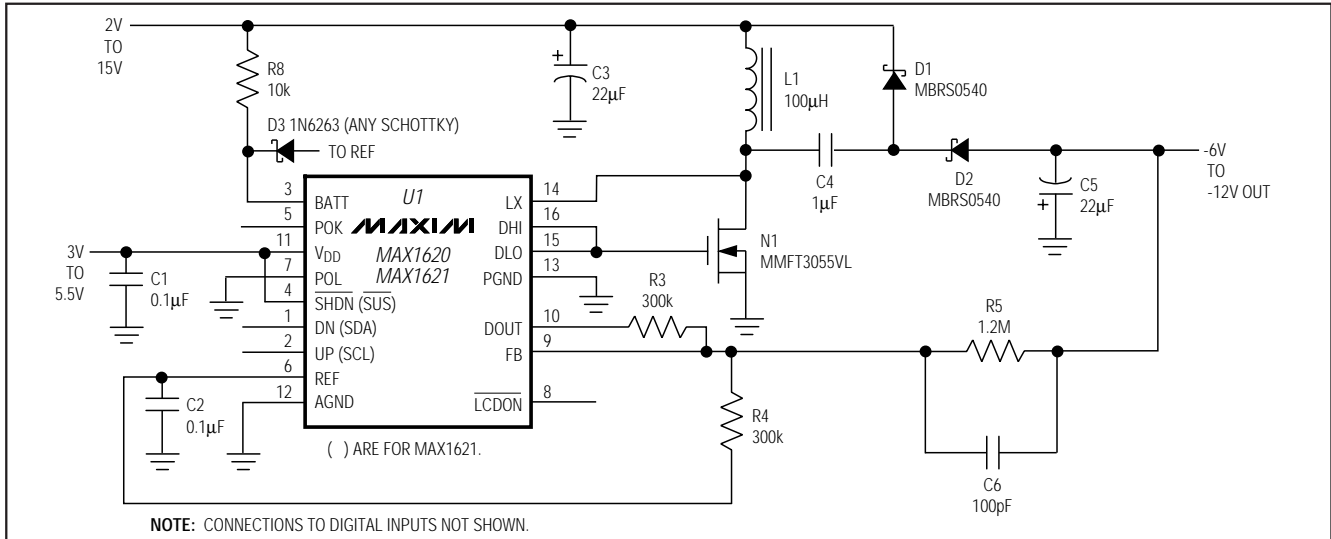 2V
TO
15V
R8
10k
C3
22µF
L1
100µH
D1
MBRS0540
D3 1N6263 (ANY SCHOTTKY)
TO REF
C4
1µF
D2
MBRS0540
C5
22µF
-6V
TO
-12V OUT
U1
MAXIM
MAX1620
MAX1621
3 BATT
5 POK
11 VDD
7 POL
4 SHDN (SUS)
1 DN (SDA)
2 UP (SCL)
6 REF
12 AGND
LX 14
DHI 16
DLO 15
PGND 13
DOUT 10
FB 9
LCDON 8
3V
TO
5.5V
C1
0.1µF
C2
0.1µF
N1
MMFT3055VL
R3
300k
R4
300k
R5
1.2M
C6
100pF
( ) ARE FOR MAX1621.
NOTE: CONNECTIONS TO DIGITAL INPUTS NOT SHOWN.